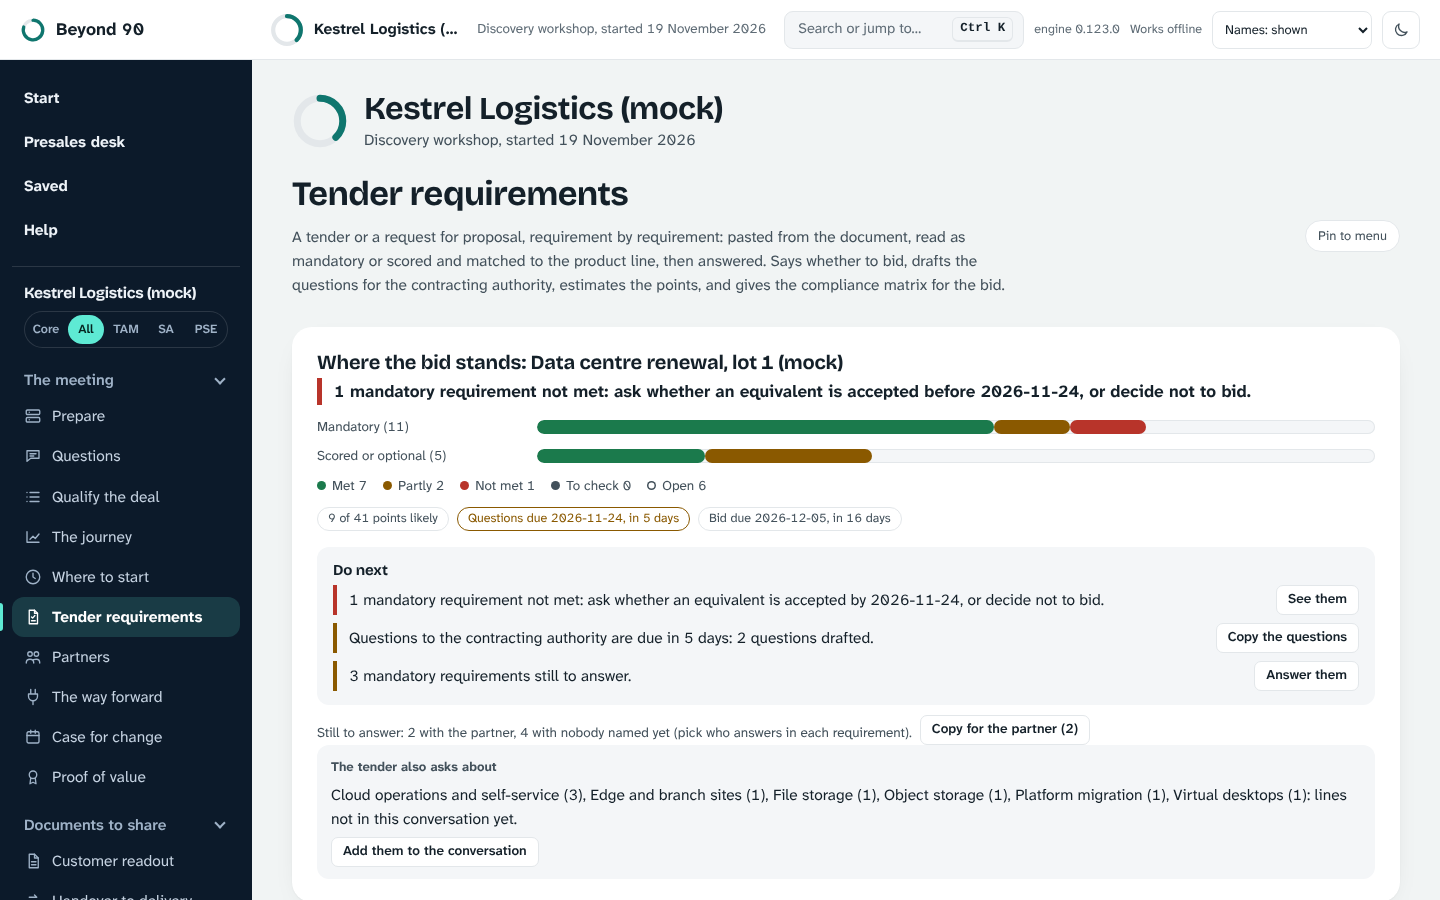 Beyond 90
Kestrel Logistics (...
Discovery workshop, started 19 November 2026
Search or jump to...
Ctrl K
engine 0.123.0
Works offline
Names: shown
Start
Presales desk
Saved
Help
Kestrel Logistics (mock)
Core All TAM SA PSE
The meeting
Prepare
Questions
Qualify the deal
The journey
Where to start
Tender requirements
Partners
The way forward
Case for change
Proof of value
Documents to share
Customer readout
Handover to delivery
Kestrel Logistics (mock)
Discovery workshop, started 19 November 2026
Tender requirements
A tender or a request for proposal, requirement by requirement: pasted from the document, read as
mandatory or scored and matched to the product line, then answered. Says whether to bid, drafts the
questions for the contracting authority, estimates the points, and gives the compliance matrix for the bid.
Pin to menu
Where the bid stands: Data centre renewal, lot 1 (mock)
1 mandatory requirement not met: ask whether an equivalent is accepted before 2026-11-24, or decide not to bid.
Mandatory (11)
Scored or optional (5)
Met 7 Partly 2 Not met 1 To check 0 Open 6
9 of 41 points likely
Questions due 2026-11-24, in 5 days
Bid due 2026-12-05, in 16 days
Do next
1 mandatory requirement not met: ask whether an equivalent is accepted by 2026-11-24, or decide not to bid.
See them
Questions to the contracting authority are due in 5 days: 2 questions drafted.
Copy the questions
3 mandatory requirements still to answer.
Answer them
Still to answer: 2 with the partner, 4 with nobody named yet (pick who answers in each requirement).
Copy for the partner (2)
The tender also asks about
Cloud operations and self-service (3), Edge and branch sites (1), File storage (1), Object storage (1), Platform migration (1), Virtual desktops (1): lines
not in this conversation yet.
Add them to the conversation